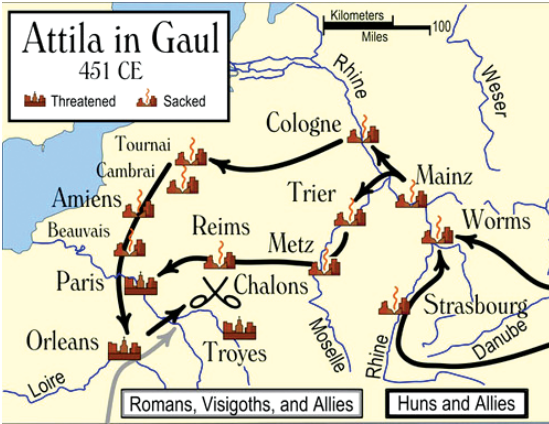 Attila in Gaul
451 CE
Threatened Sacked
Kilometers
100
Miles
Rhine
Weser
Cologne
Tournai
Cambrai
Trier
Mainz
Amiens
Beauvais
Reims
Metz
Worms
Paris
Chalons
Strasbourg
Orleans
Troyes
Moselle
Rhine
Danube
Loire
Romans, Visigoths, and Allies
Huns and Allies